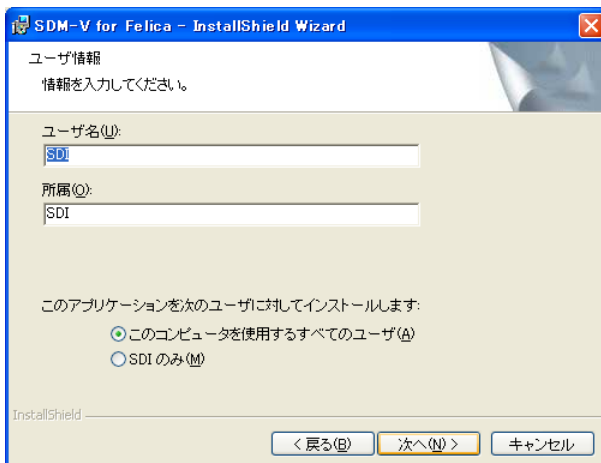 SDM-V for Felica - InstallShield Wizard
ユーザ情報
情報を入力してください。
ユーザ名(U):
SDI
所属(O):
SDI
このアプリケーションを次のユーザに対してインストールします:
このコンピュータを使用するすべてのユーザ(A)
SDI のみ(M)
InstallShield
< 戻る(B) 次へ(N) > キャンセル